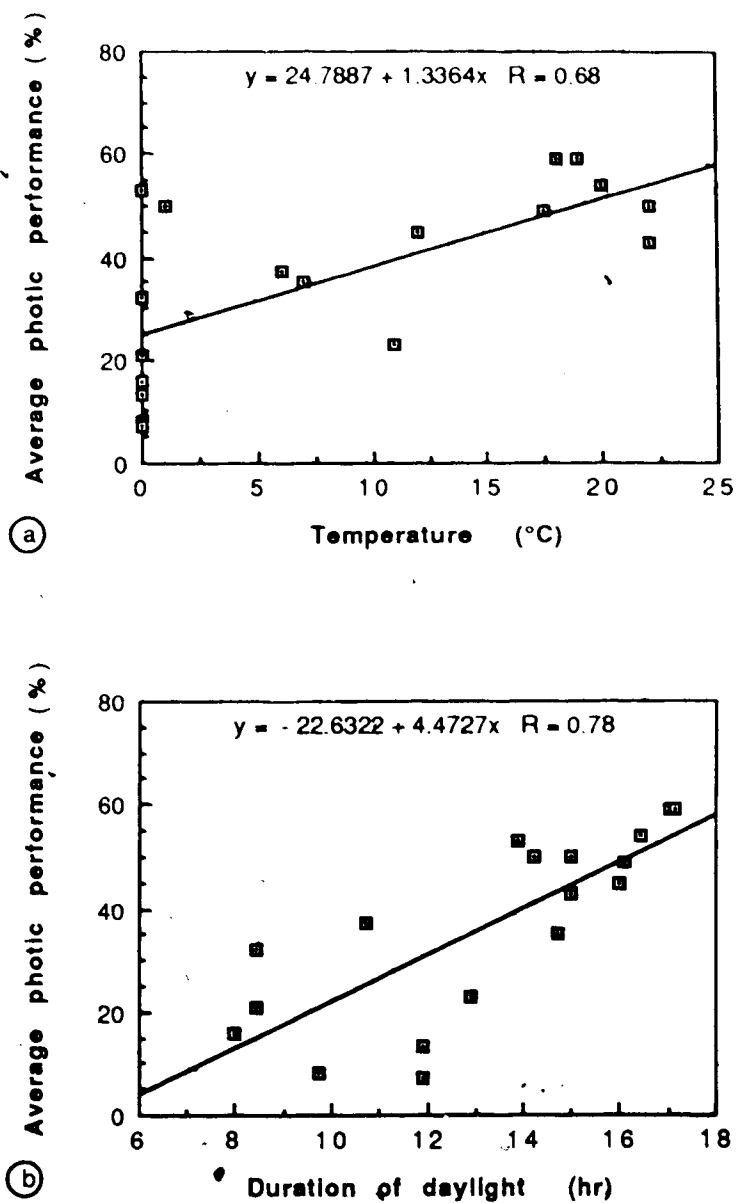 Average photic performance (%)
80
60
40
20
0
y = 24.7887 + 1.3364x R = 0.68
0 5 10 15 20 25
Temperature (°C)
a
Average photic performance (%)
80
60
40
20
0
y = - 22.6322 + 4.4727x R = 0.78
6 8 10 12 14 16 18
Duration of daylight (hr)
b